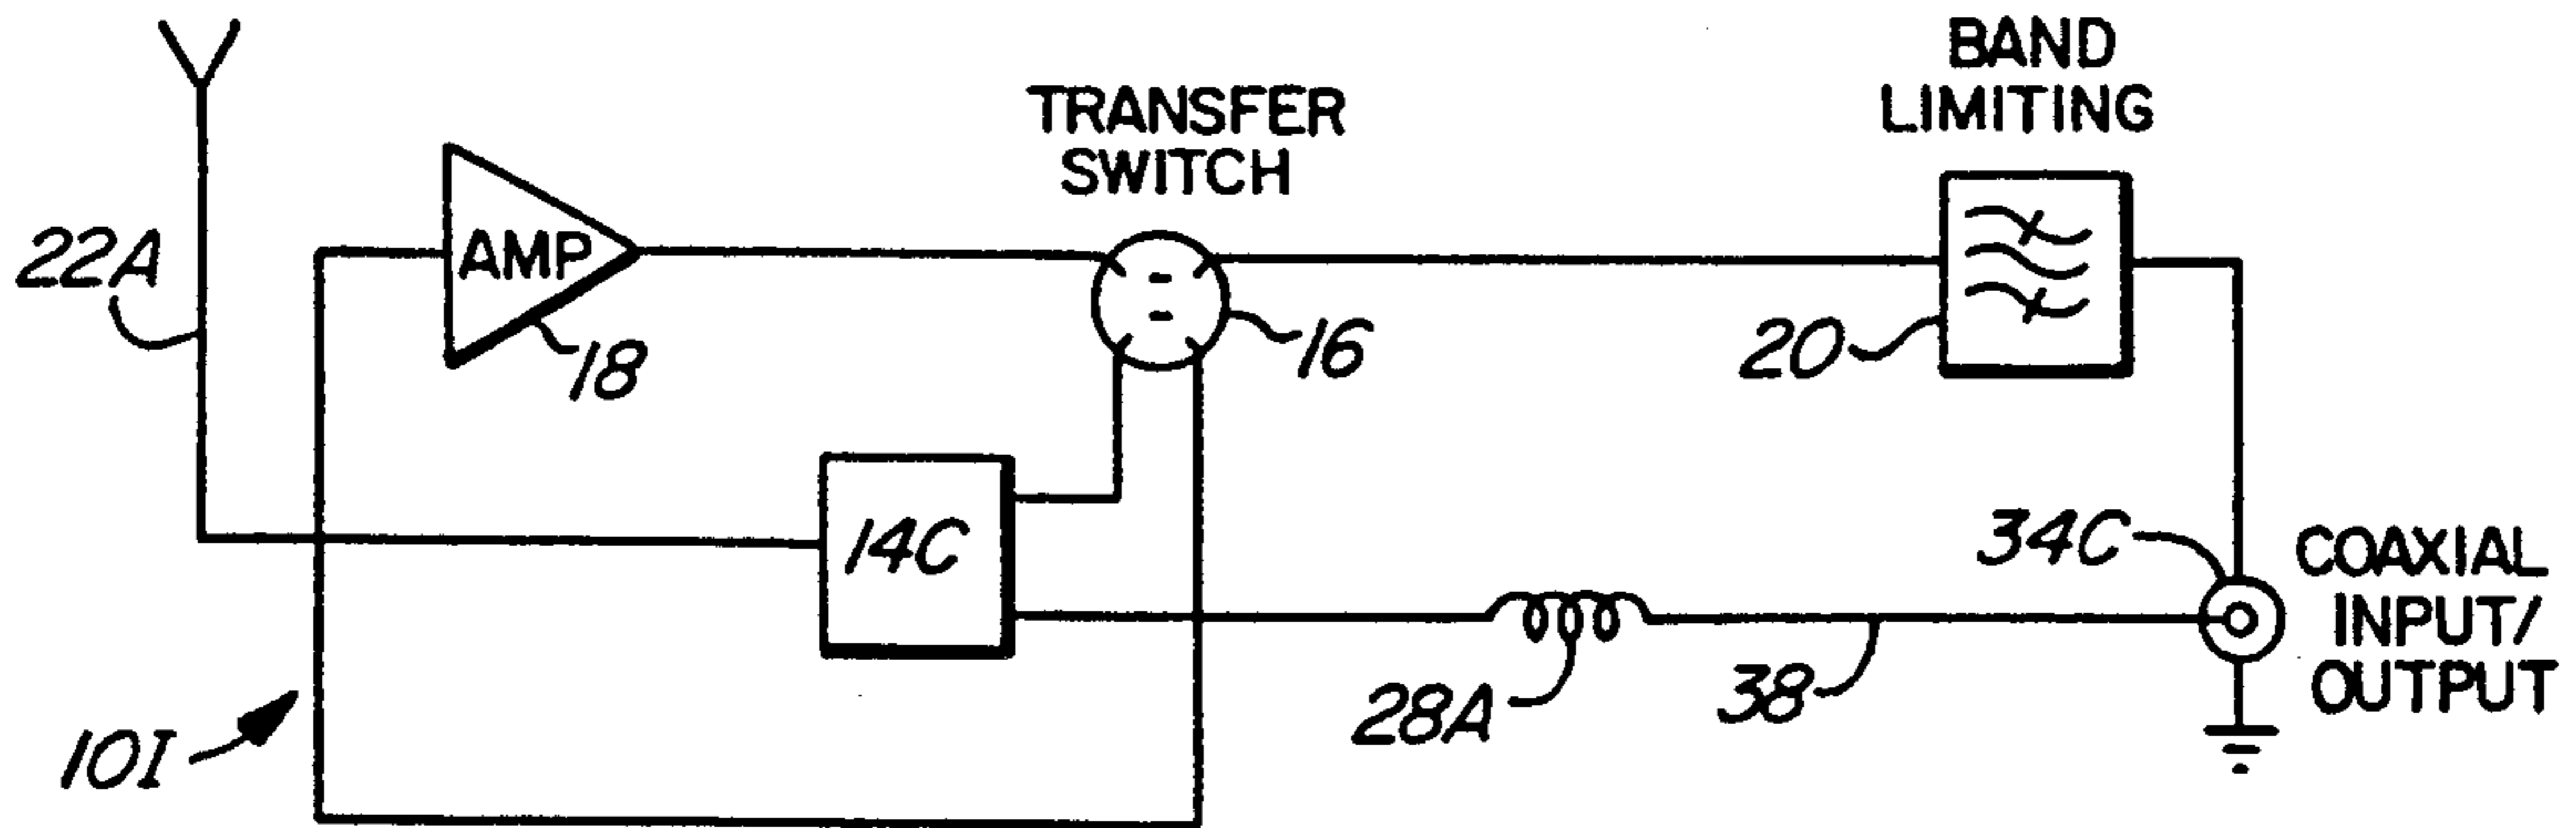 BAND
LIMITING
TRANSFER
SWITCH
22A
AMP
18
16
20
14C
34C
COAXIAL
INPUT/
OUTPUT
28A
38
10I